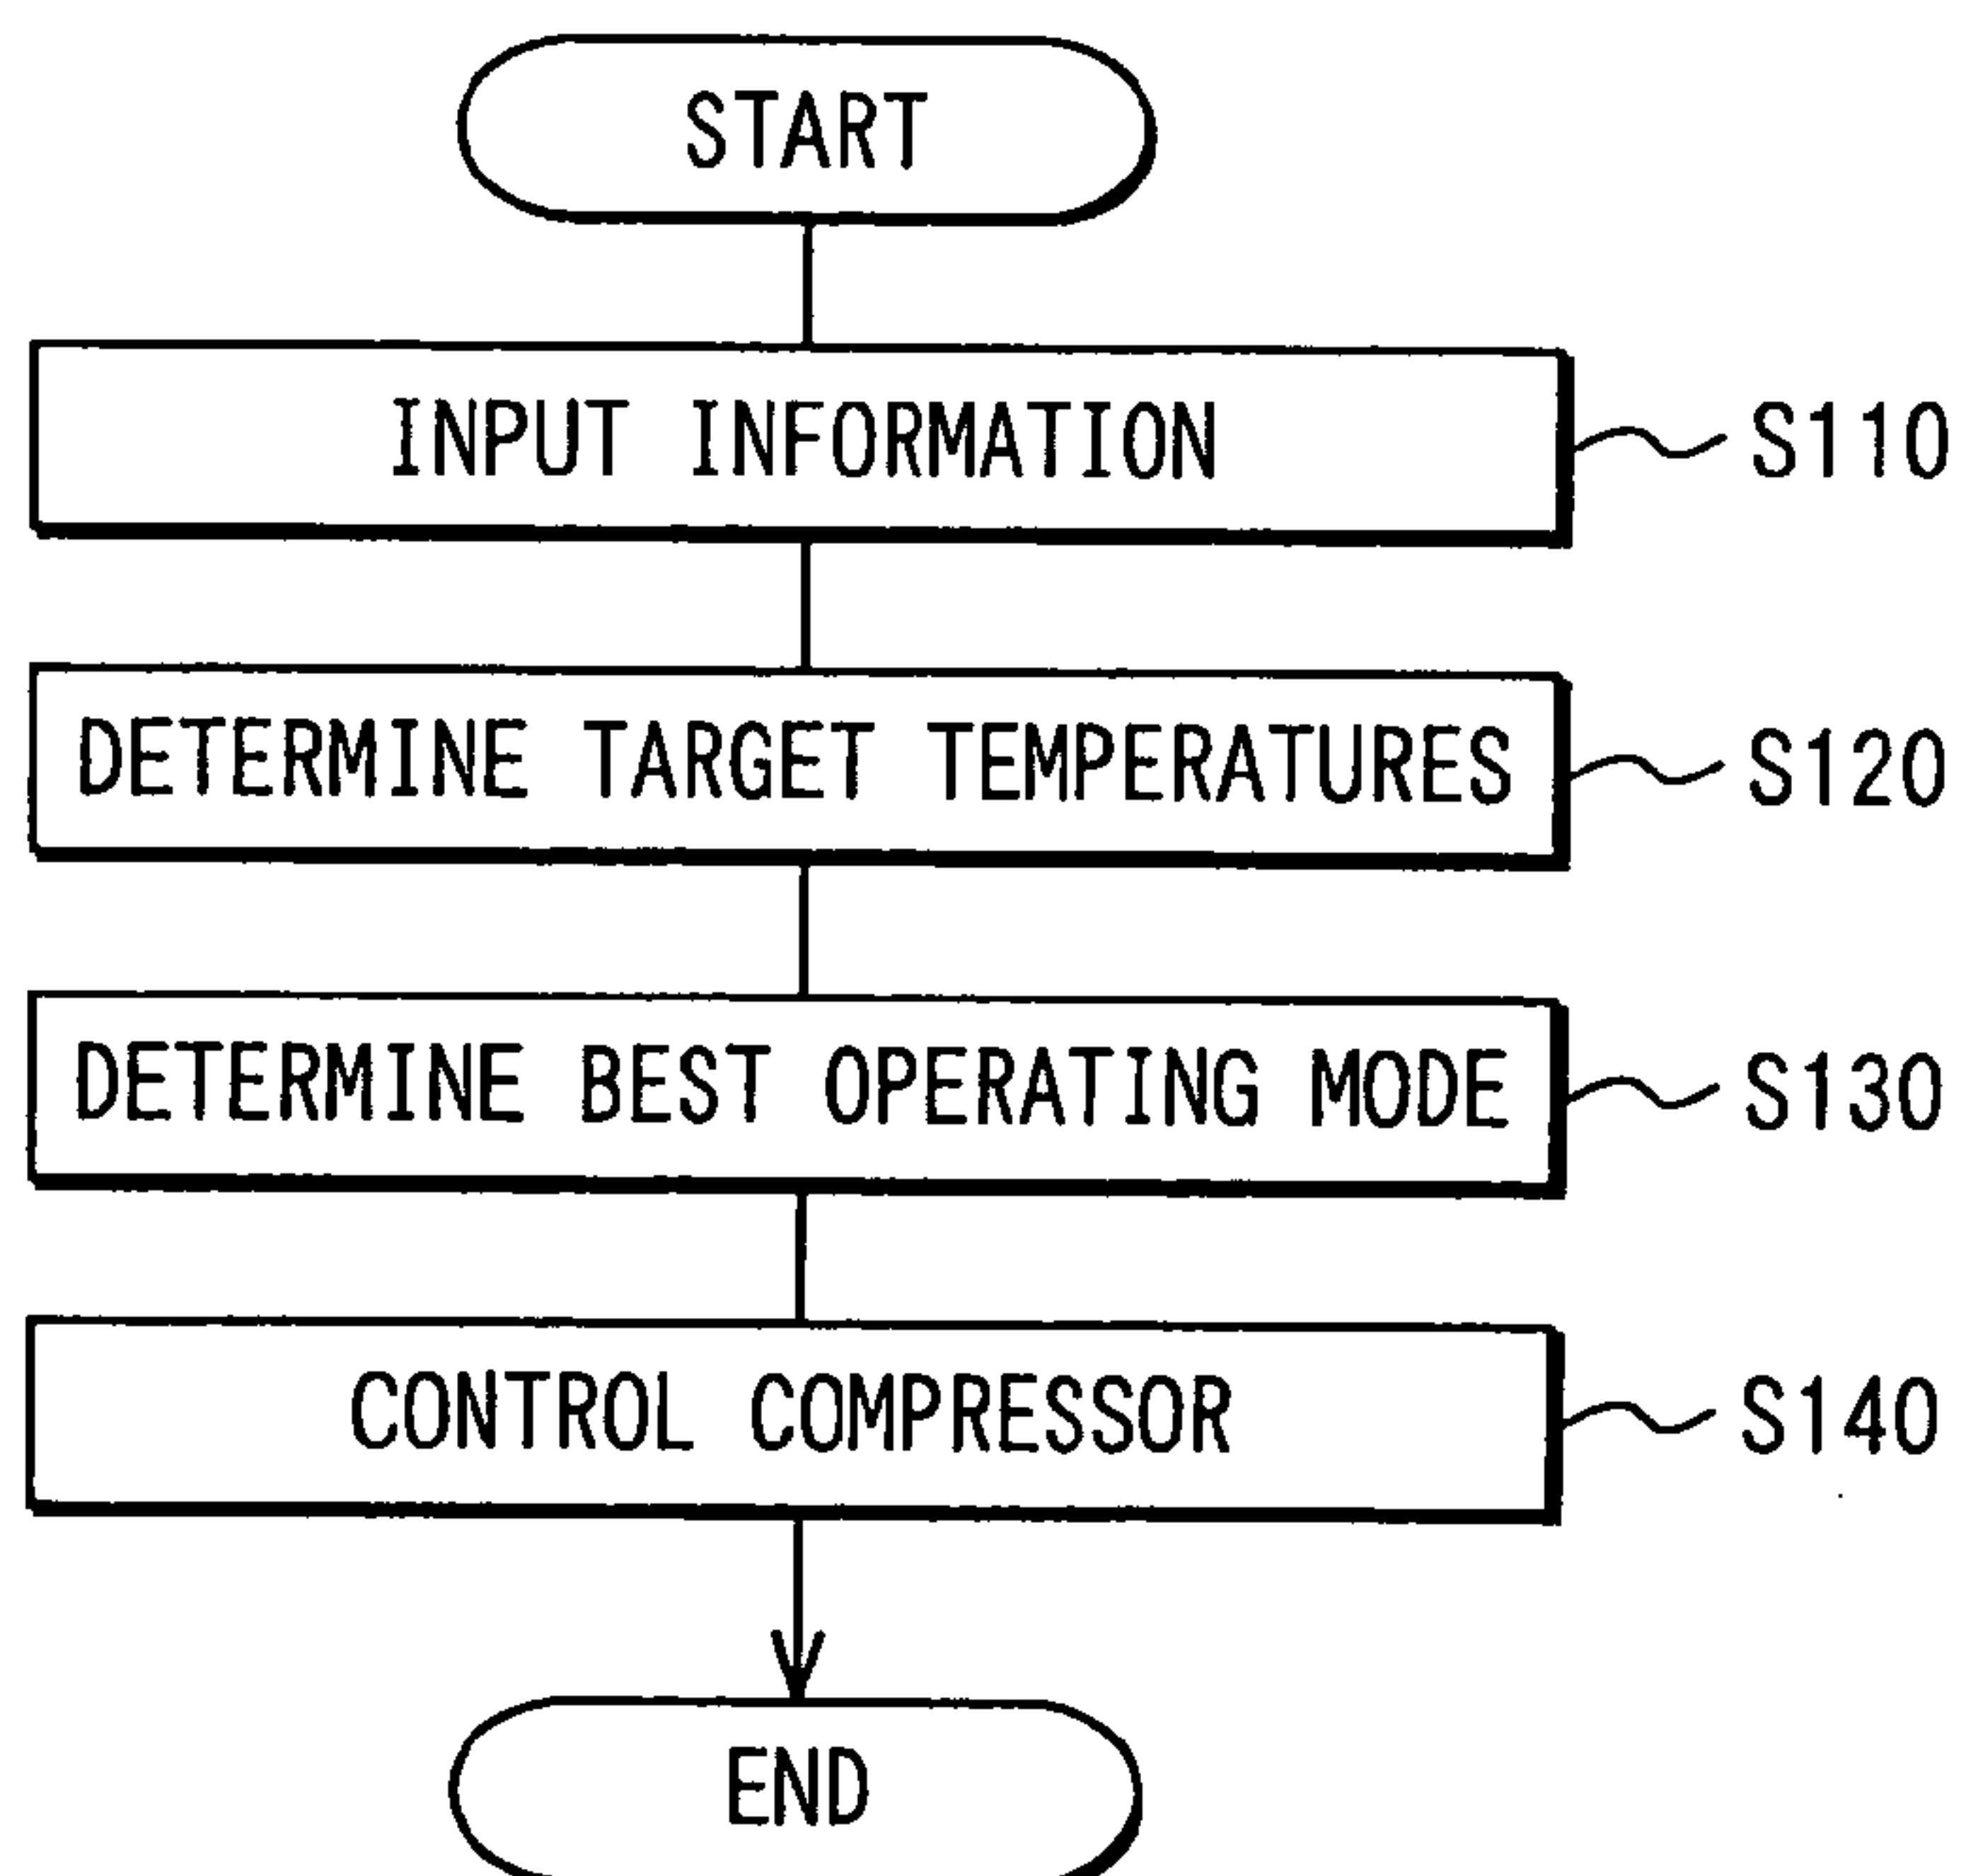 START
INPUT INFORMATION
S110
DETERMINE TARGET TEMPERATURES
S120
DETERMINE BEST OPERATING MODE
S130
CONTROL COMPRESSOR
S140
END